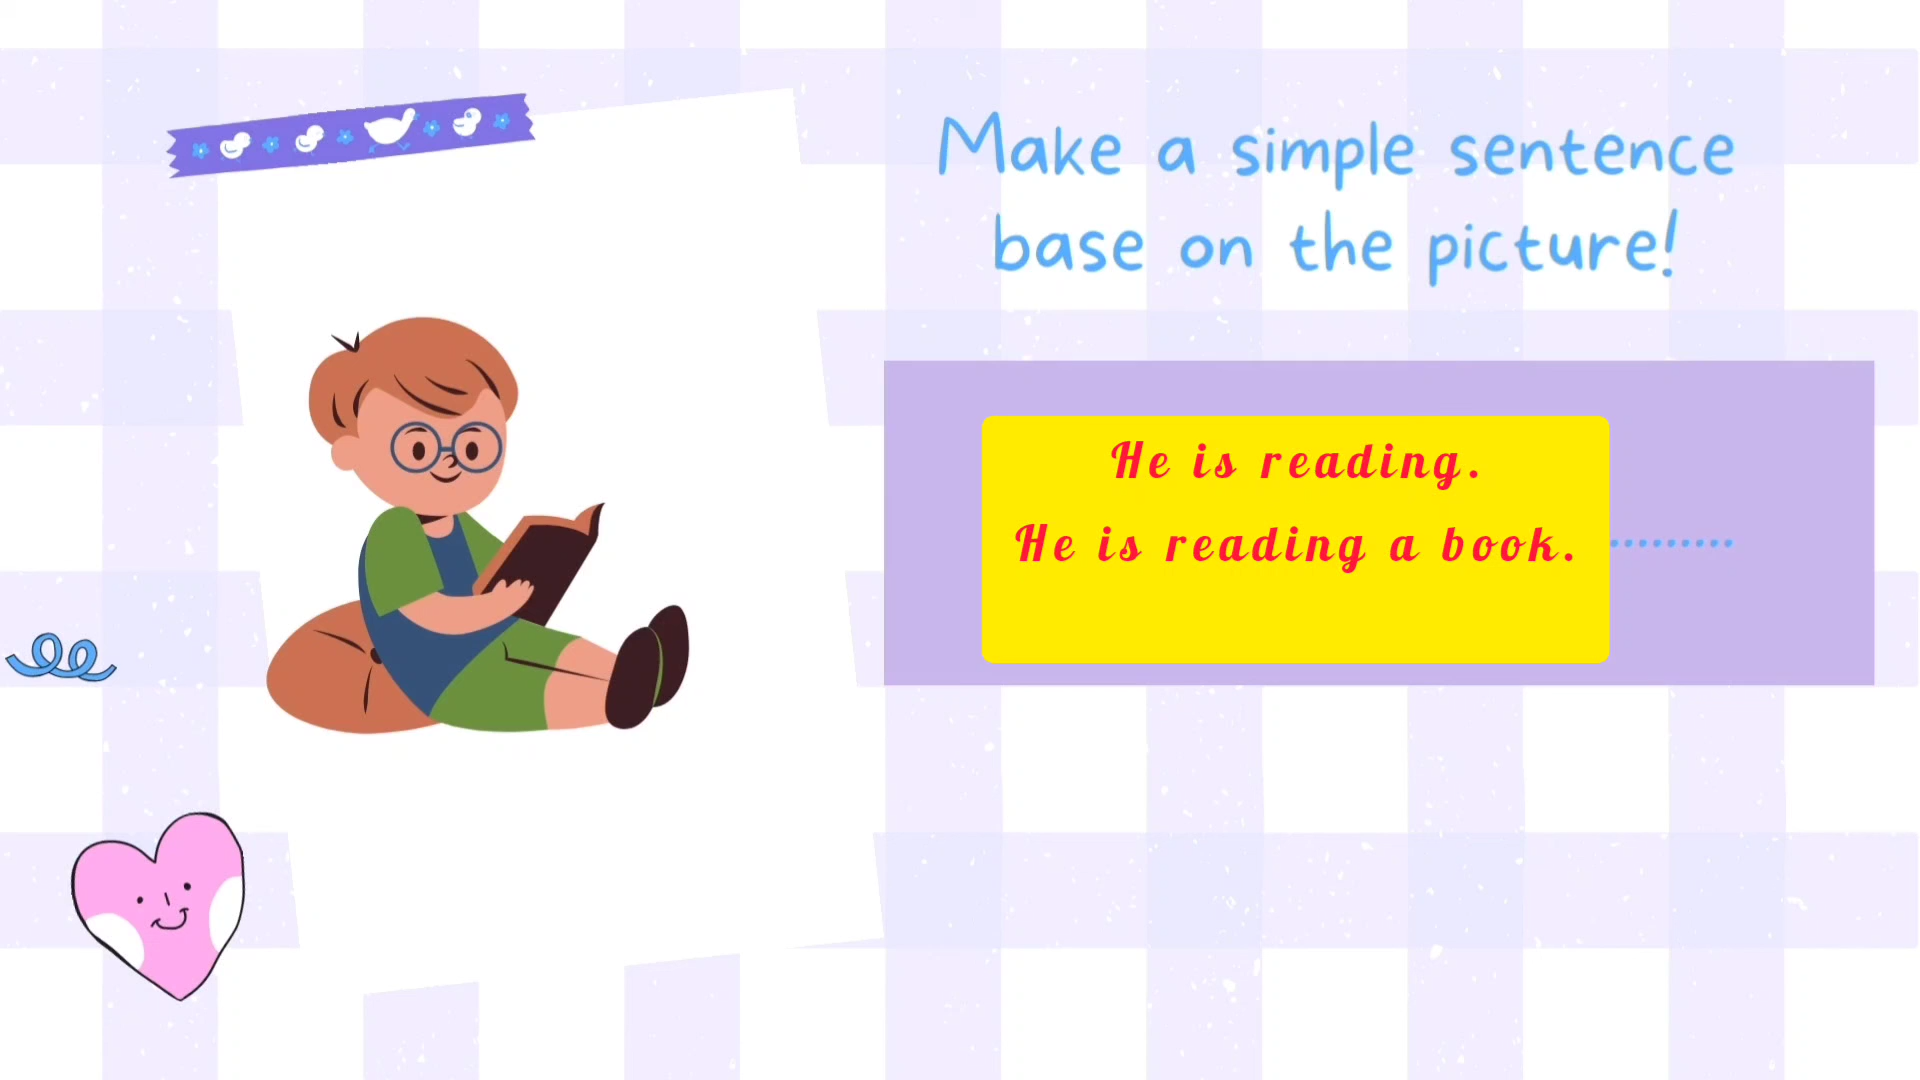 Make a simple sentence
base on the picture!
He is reading.
He is reading a book.
..........